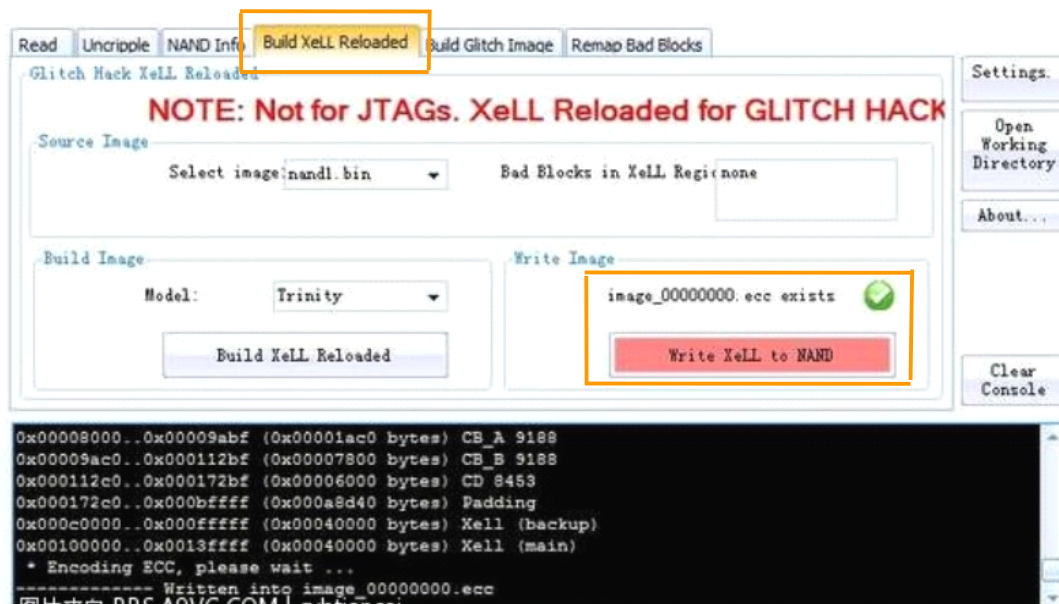 Read Uncripple NAND Info Build XeLL Reloaded Build Glitch Image Remap Bad Blocks
Glitch Hack XeLL Reloaded
NOTE: Not for JTAGs. XeLL Reloaded for GLITCH HACK
Settings.
Open
Working
Directory
About...
Source Image
Select image: nand1.bin Bad Blocks in XeLL Regi none
Build Image
Model: Trinity
Build XeLL Reloaded
Write Image
image_00000000.ecc exists
Write XeLL to NAND
Clear
Console
0x00008000..0x00009abf (0x00001ac0 bytes) CB_A 9188
0x00009ac0..0x000112bf (0x00007800 bytes) CB_B 9188
0x000112c0..0x000172bf (0x00006000 bytes) CD 8453
0x000172c0..0x000bffff (0x000a8d40 bytes) Padding
0x000c0000..0x000fffff (0x00040000 bytes) Xell (backup)
0x00100000..0x0013ffff (0x00040000 bytes) Xell (main)
* Encoding ECC, please wait ...
------------- Written into image_00000000.ecc